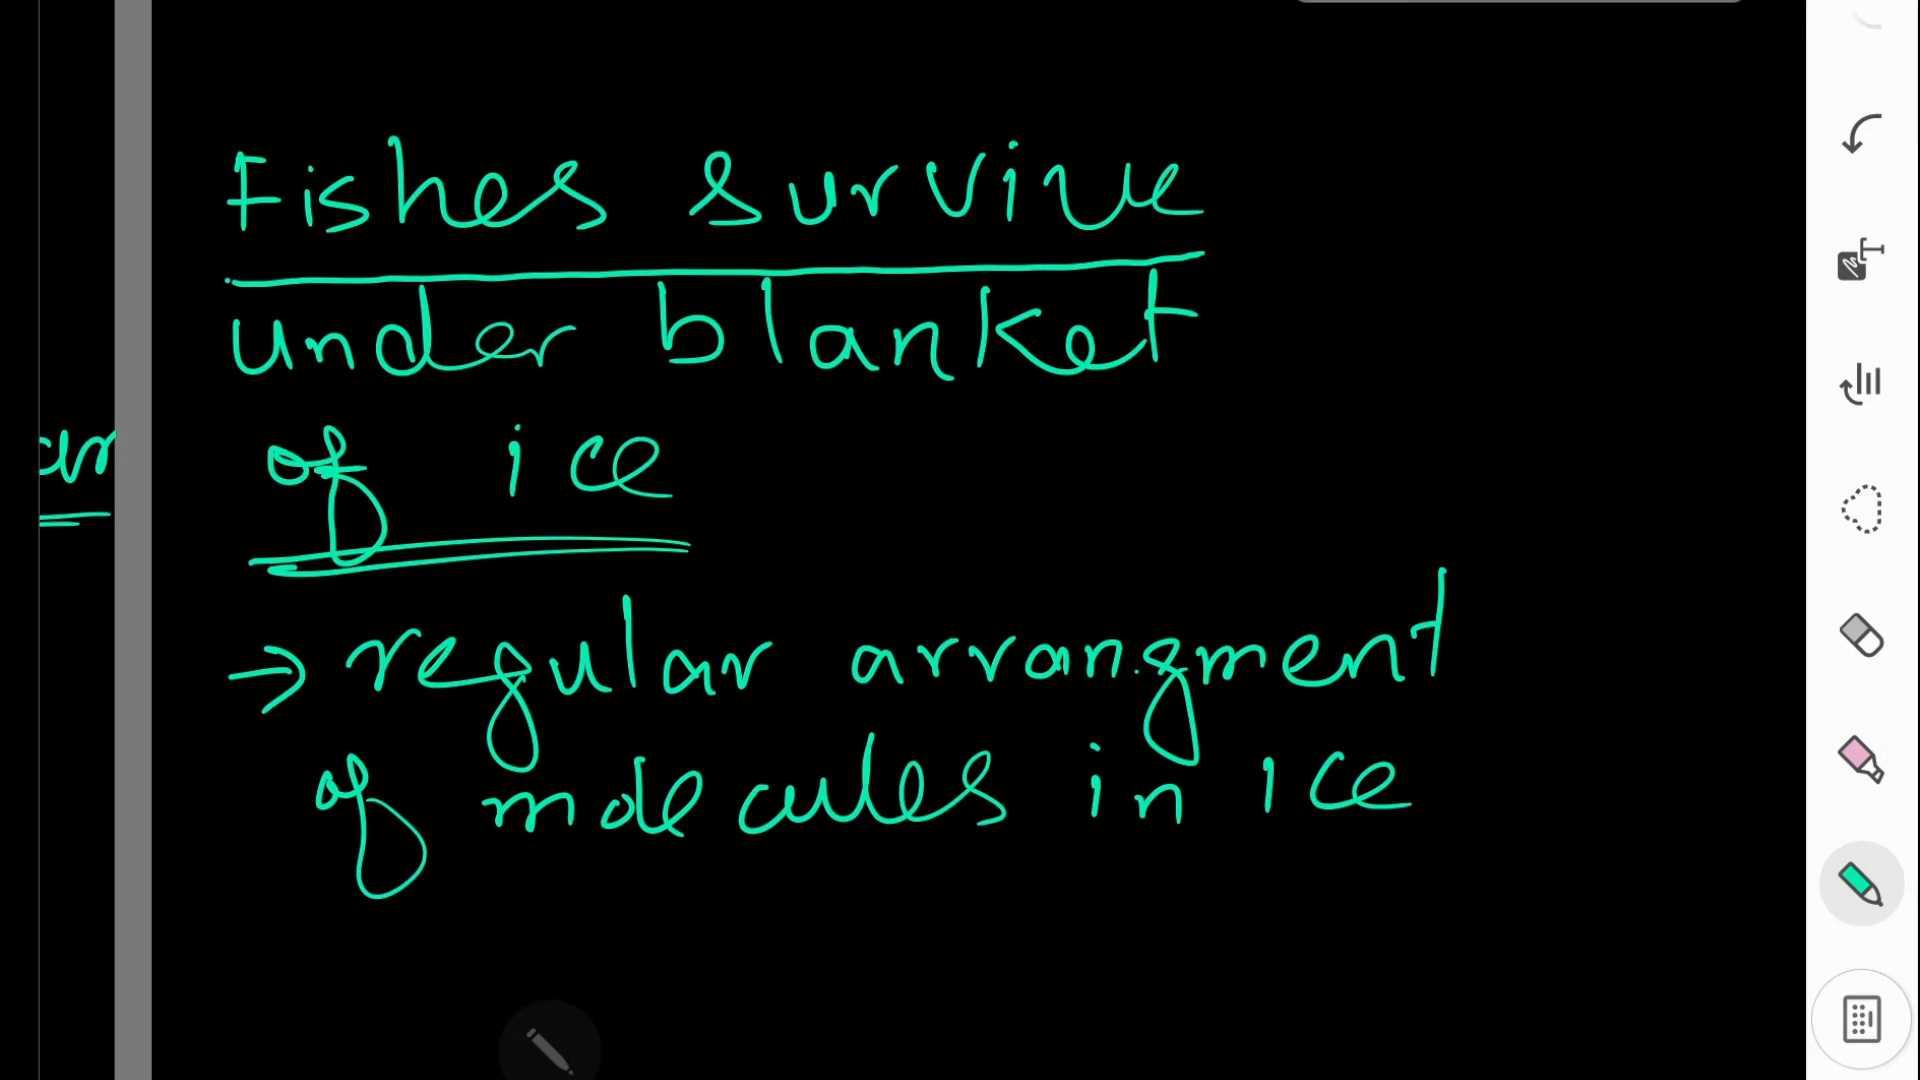 Fishes survive
under blanket
of ice
→ regular arrangment
of molecules in ice